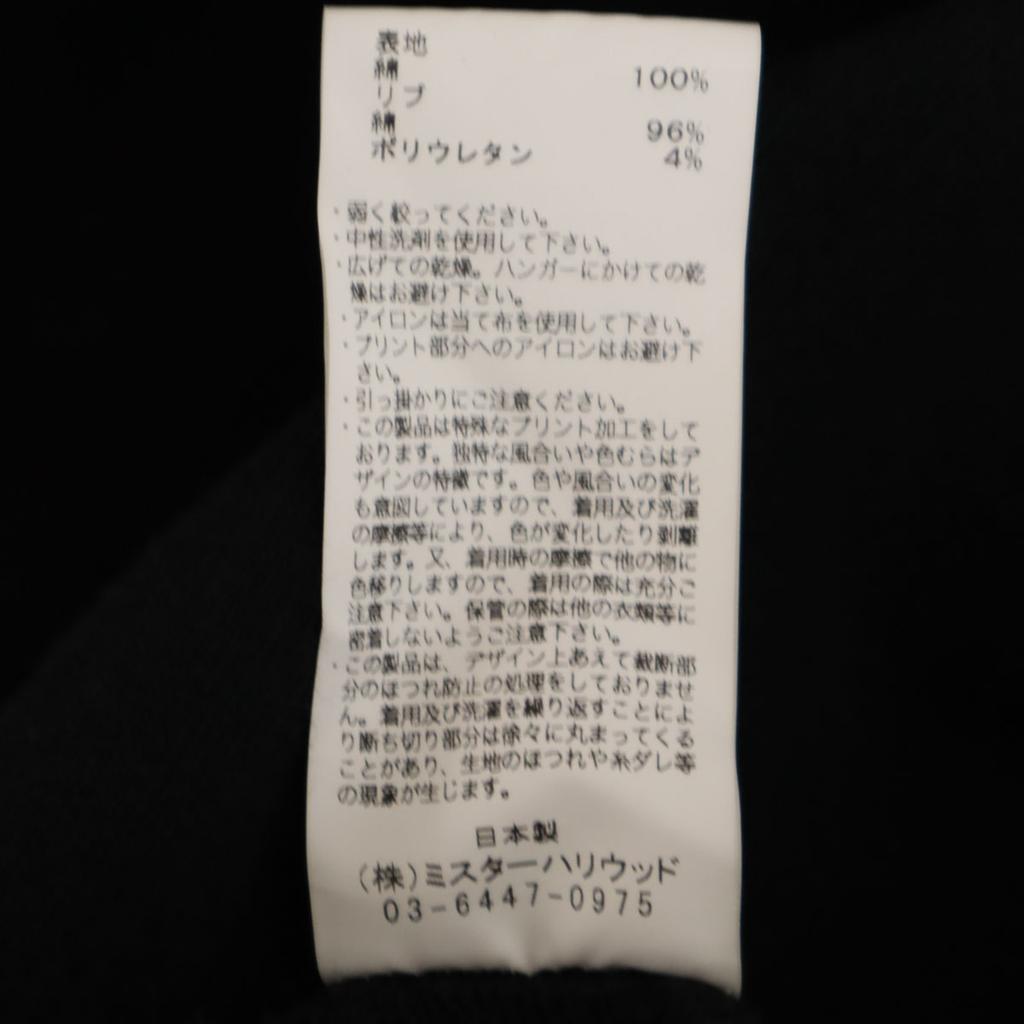 表地
綿 100%
リブ
綿 96%
ポリウレタン 4%
・弱く絞ってください。
・中性洗剤を使用して下さい。
・広げての乾燥。ハンガーにかけての乾
燥はお避け下さい。
・アイロンは当て布を使用して下さい。
・プリント部分へのアイロンはお避け下
さい。
・引っ掛かりにご注意ください。
・この製品は特殊なプリント加工をして
おります。独特な風合いや色むらはデ
ザインの特徴です。色や風合いの変化
も意図していますので、着用及び洗濯
の摩擦等により、色が変化したり剥離
します。又、着用時の摩擦で他の物に
色移りしますので、着用の際は充分ご
注意下さい。保管の際は他の衣類等に
密着しないようご注意下さい。
・この製品は、デザイン上あえて裁断部
分のほつれ防止の処理をしておりませ
ん。着用及び洗濯を繰り返すことによ
り断ち切り部分は徐々に丸まってくる
ことがあり、生地のほつれや糸ダレ等
の現象が生じます。
日本製
(株)ミスターハリウッド
03-6447-0975